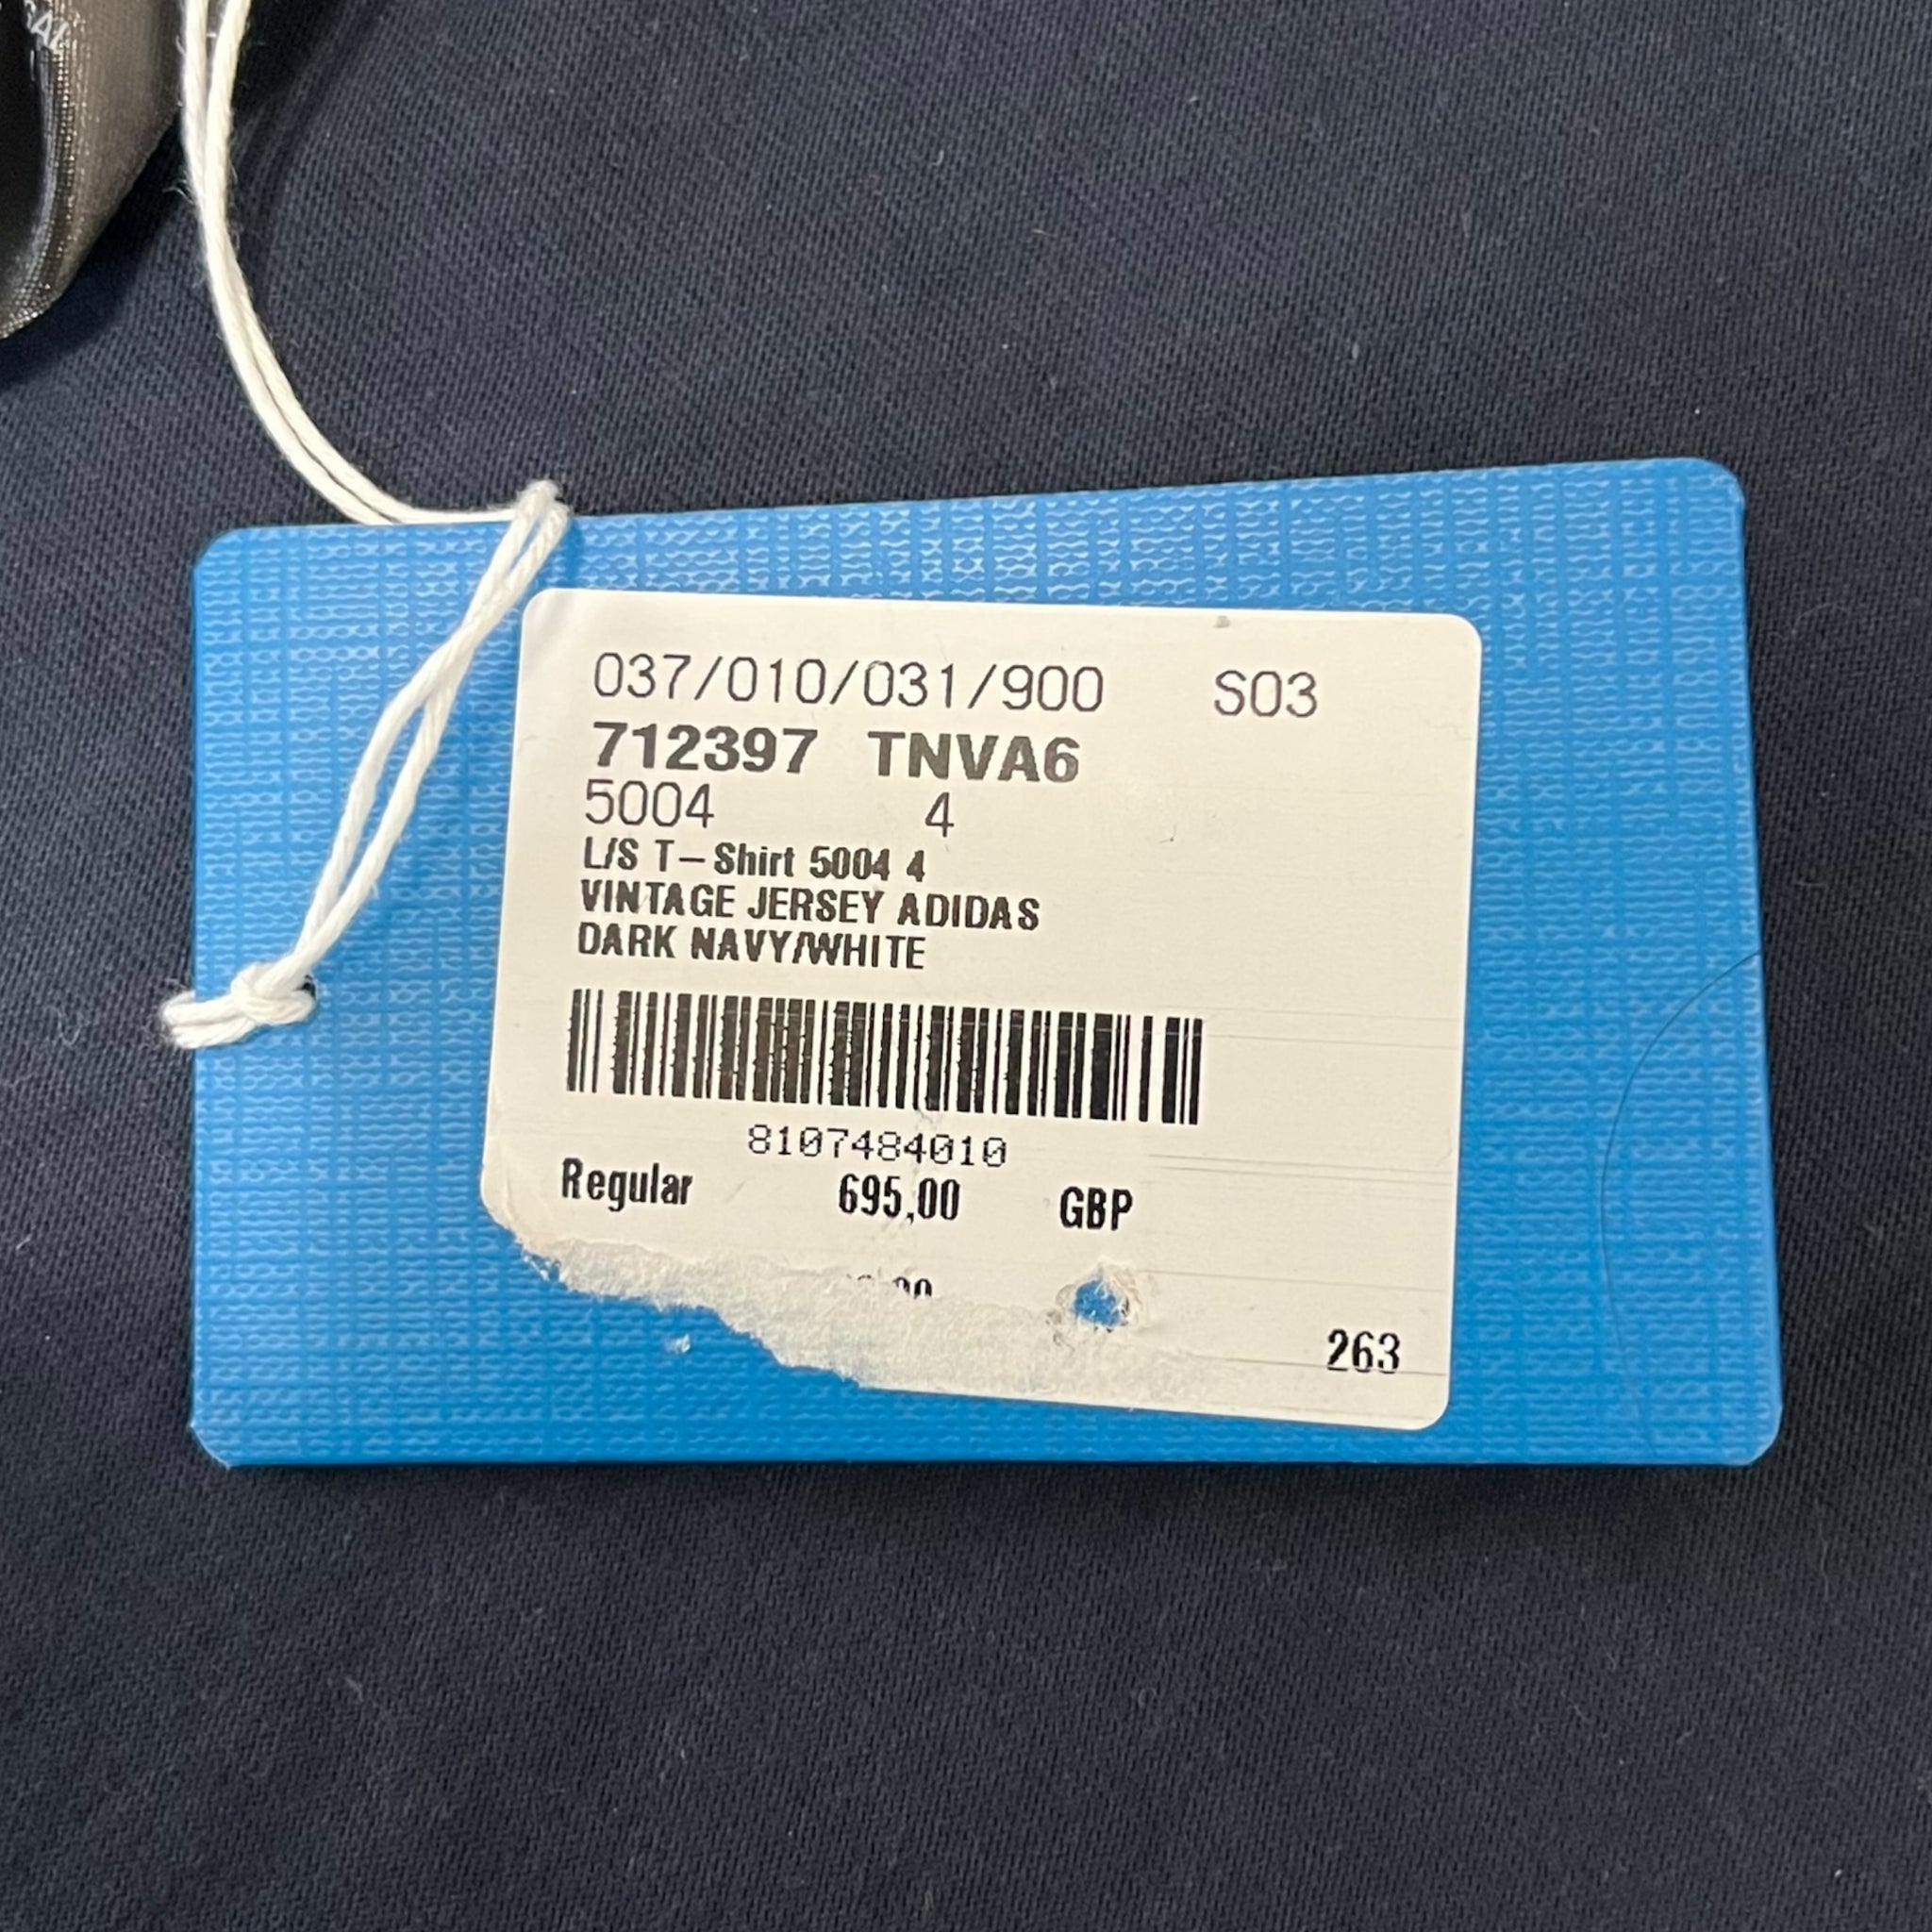 037/010/031/900 S03
712397 TNVA6
5004 4
L/S T-Shirt 5004 4
VINTAGE JERSEY ADIDAS
DARK NAVY/WHITE
8107484010
Regular 695,00 GBP
263